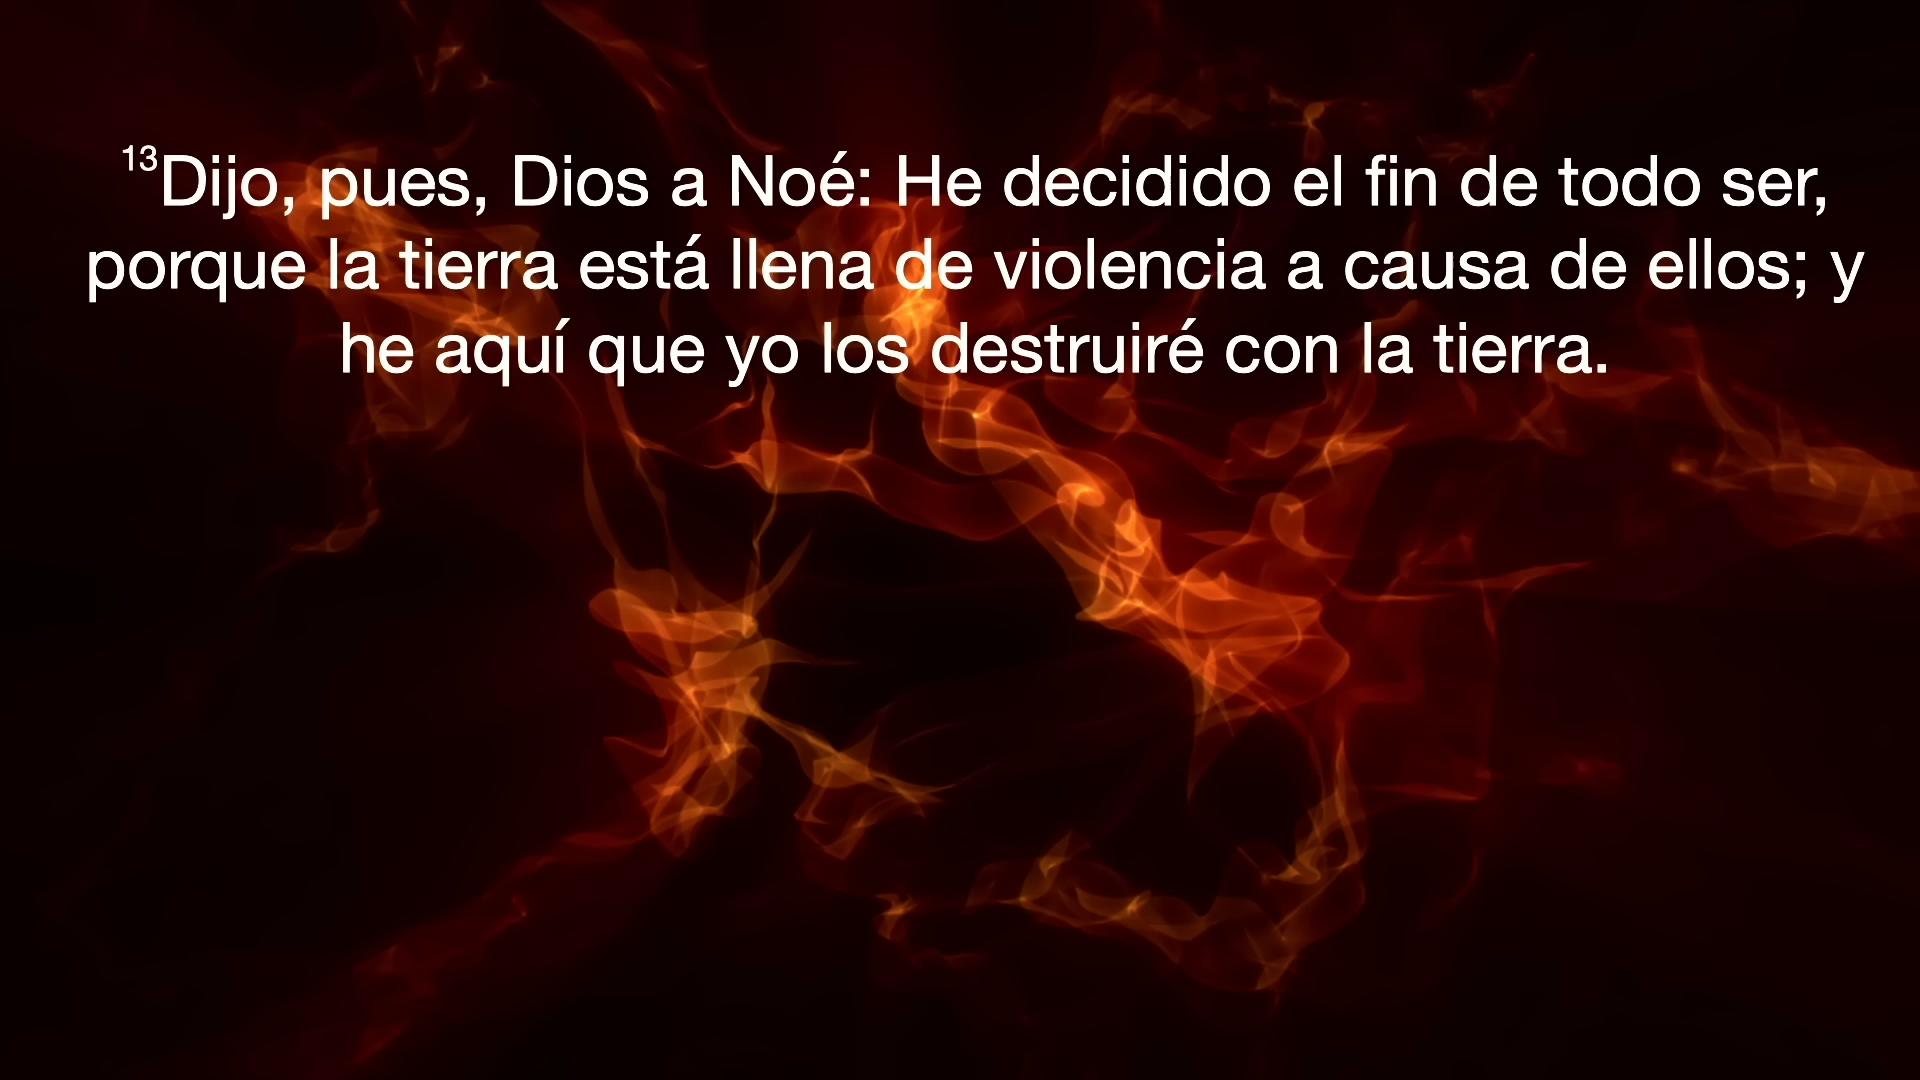 13Dijo, pues, Dios a Noé: He decidido el fin de todo ser,
porque la tierra está llena de violencia a causa de ellos; y
he aquí que yo los destruiré con la tierra.